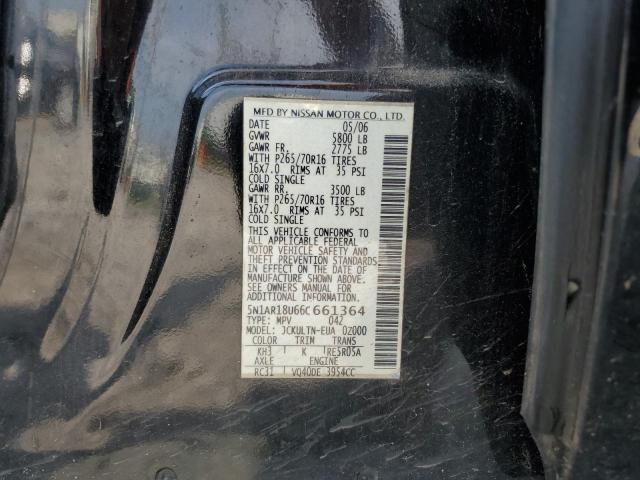 MFD BY NISSAN MOTOR CO., LTD.
DATE 05/06
GVWR 5800 LB
GAWR FR. 2775 LB
WITH P265/70R16 TIRES
16X7.0 RIMS AT 35 PSI
COLD SINGLE
GAWR RR. 3500 LB
WITH P265/70R16 TIRES
16X7.0 RIMS AT 35 PSI
COLD SINGLE
THIS VEHICLE CONFORMS TO
ALL APPLICABLE FEDERAL
MOTOR VEHICLE SAFETY AND
THEFT PREVENTION STANDARDS
IN EFFECT ON THE DATE OF
MANUFACTURE SHOWN ABOVE.
SEE OWNERS MANUAL FOR
ADDITIONAL INFORMATION.
5N1AR18U66C661364
TYPE: MPV 042
MODEL: JCKULTN-EUA 0Z000
COLOR TRIM TRANS
KH3 K RE5R05A
AXLE ENGINE
RC31 VQ40DE 3954CC